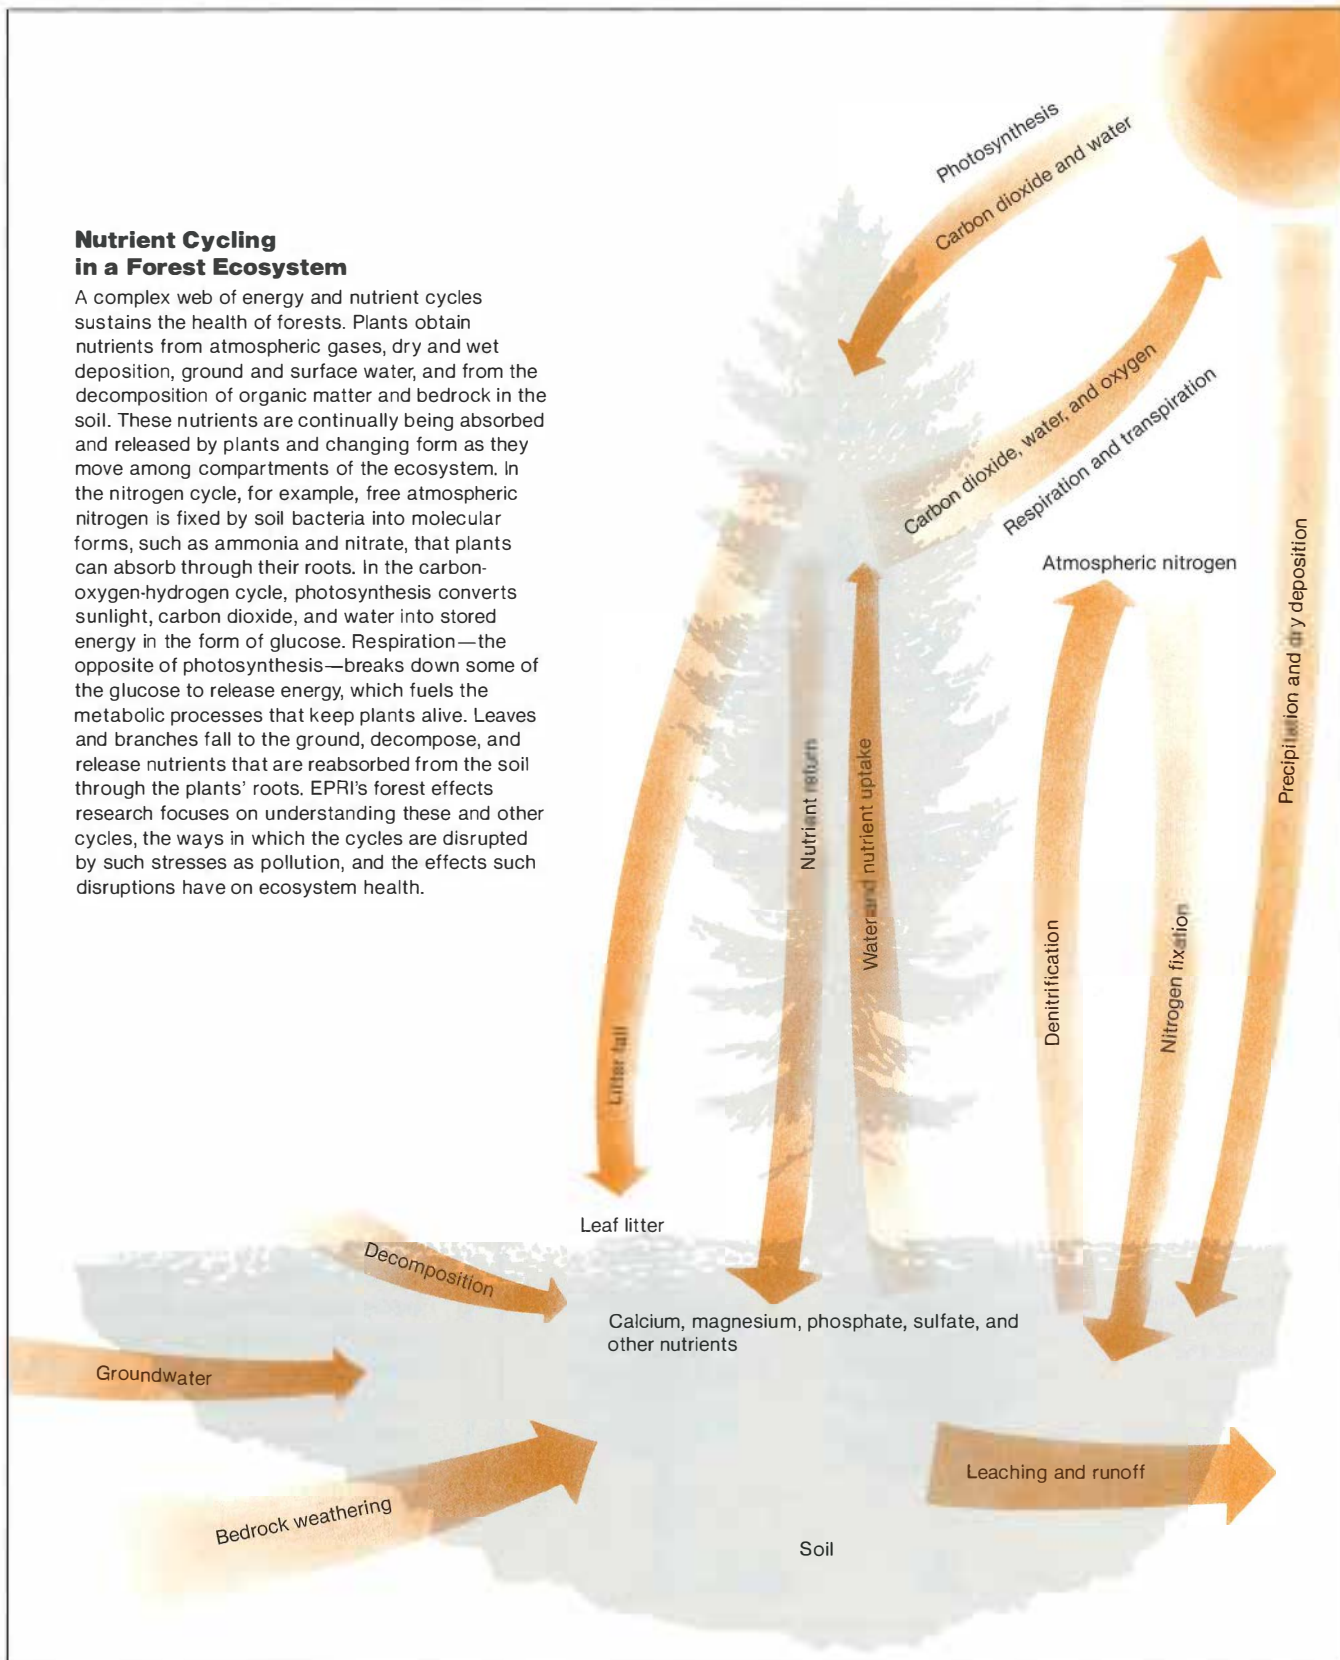 Nutrient Cycling
in a Forest Ecosystem
A complex web of energy and nutrient cycles
sustains the health of forests. Plants obtain
nutrients from atmospheric gases, dry and wet
deposition, ground and surface water, and from the
decomposition of organic matter and bedrock in the
soil. These nutrients are continually being absorbed
and released by plants and changing form as they
move among compartments of the ecosystem. In
the nitrogen cycle, for example, free atmospheric
nitrogen is fixed by soil bacteria into molecular
forms, such as ammonia and nitrate, that plants
can absorb through their roots. In the carbon-
oxygen-hydrogen cycle, photosynthesis converts
sunlight, carbon dioxide, and water into stored
energy in the form of glucose. Respiration—the
opposite of photosynthesis—breaks down some of
the glucose to release energy, which fuels the
metabolic processes that keep plants alive. Leaves
and branches fall to the ground, decompose, and
release nutrients that are reabsorbed from the soil
through the plants' roots. EPRI's forest effects
research focuses on understanding these and other
cycles, the ways in which the cycles are disrupted
by such stresses as pollution, and the effects such
disruptions have on ecosystem health.
Photosynthesis
Carbon dioxide and water
Carbon dioxide, water, and oxygen
Respiration and transpiration
Atmospheric nitrogen
Precipitation and dry deposition
Nutrient return
Water and nutrient uptake
Denitrification
Nitrogen fixation
Litter fall
Leaf litter
Decomposition
Calcium, magnesium, phosphate, sulfate, and
other nutrients
Groundwater
Leaching and runoff
Bedrock weathering
Soil